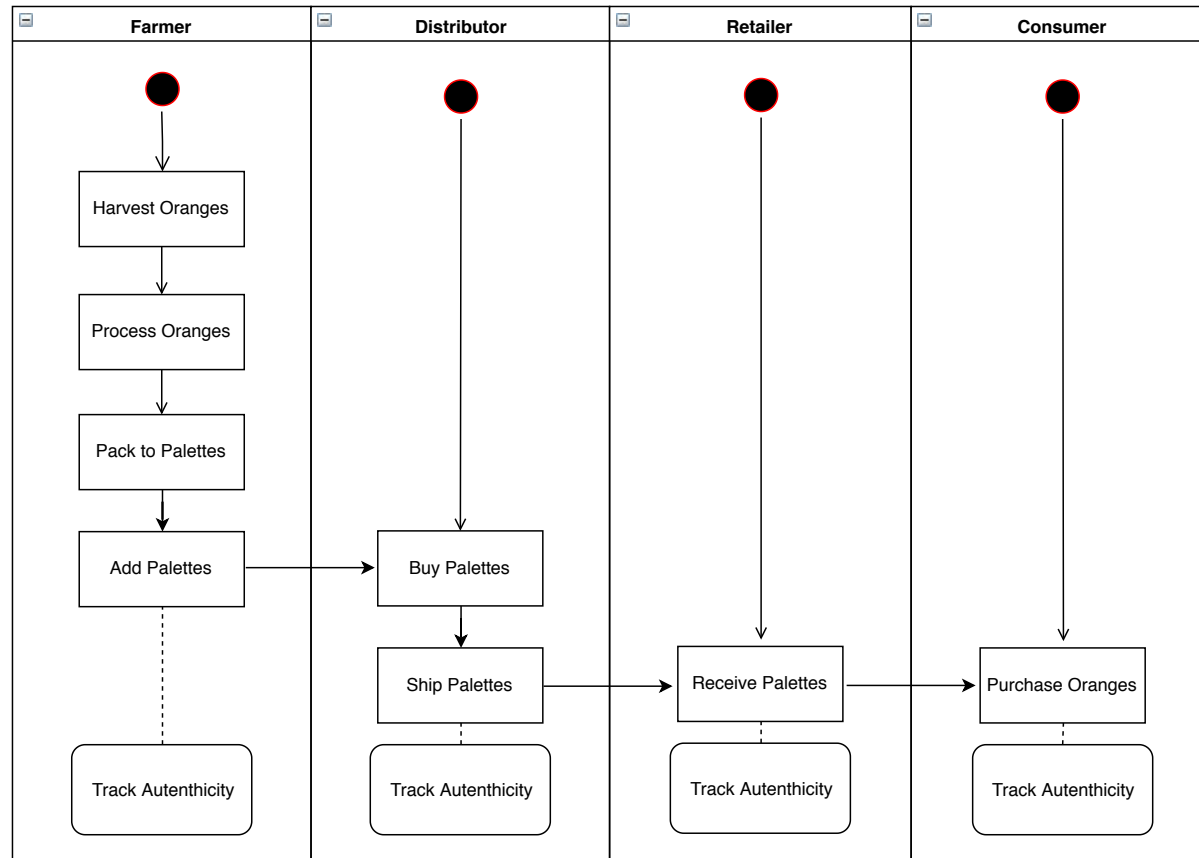 Farmer
Distributor
Retailer
Consumer
Harvest Oranges
Process Oranges
Pack to Palettes
Add Palettes
Buy Palettes
Ship Palettes
Receive Palettes
Purchase Oranges
Track Autenthicity
Track Autenthicity
Track Autenthicity
Track Autenthicity